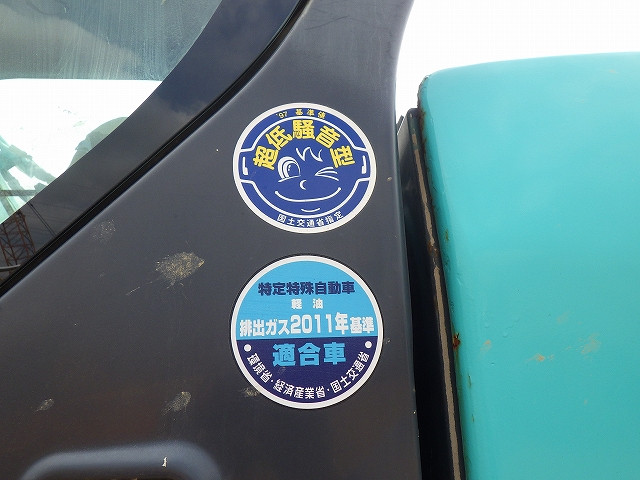 '97 基準値
超低騒音型
国土交通省指定
特定特殊自動車
軽油
排出ガス2011年基準
適合車
・環境省・経済産業省・国土交通省・